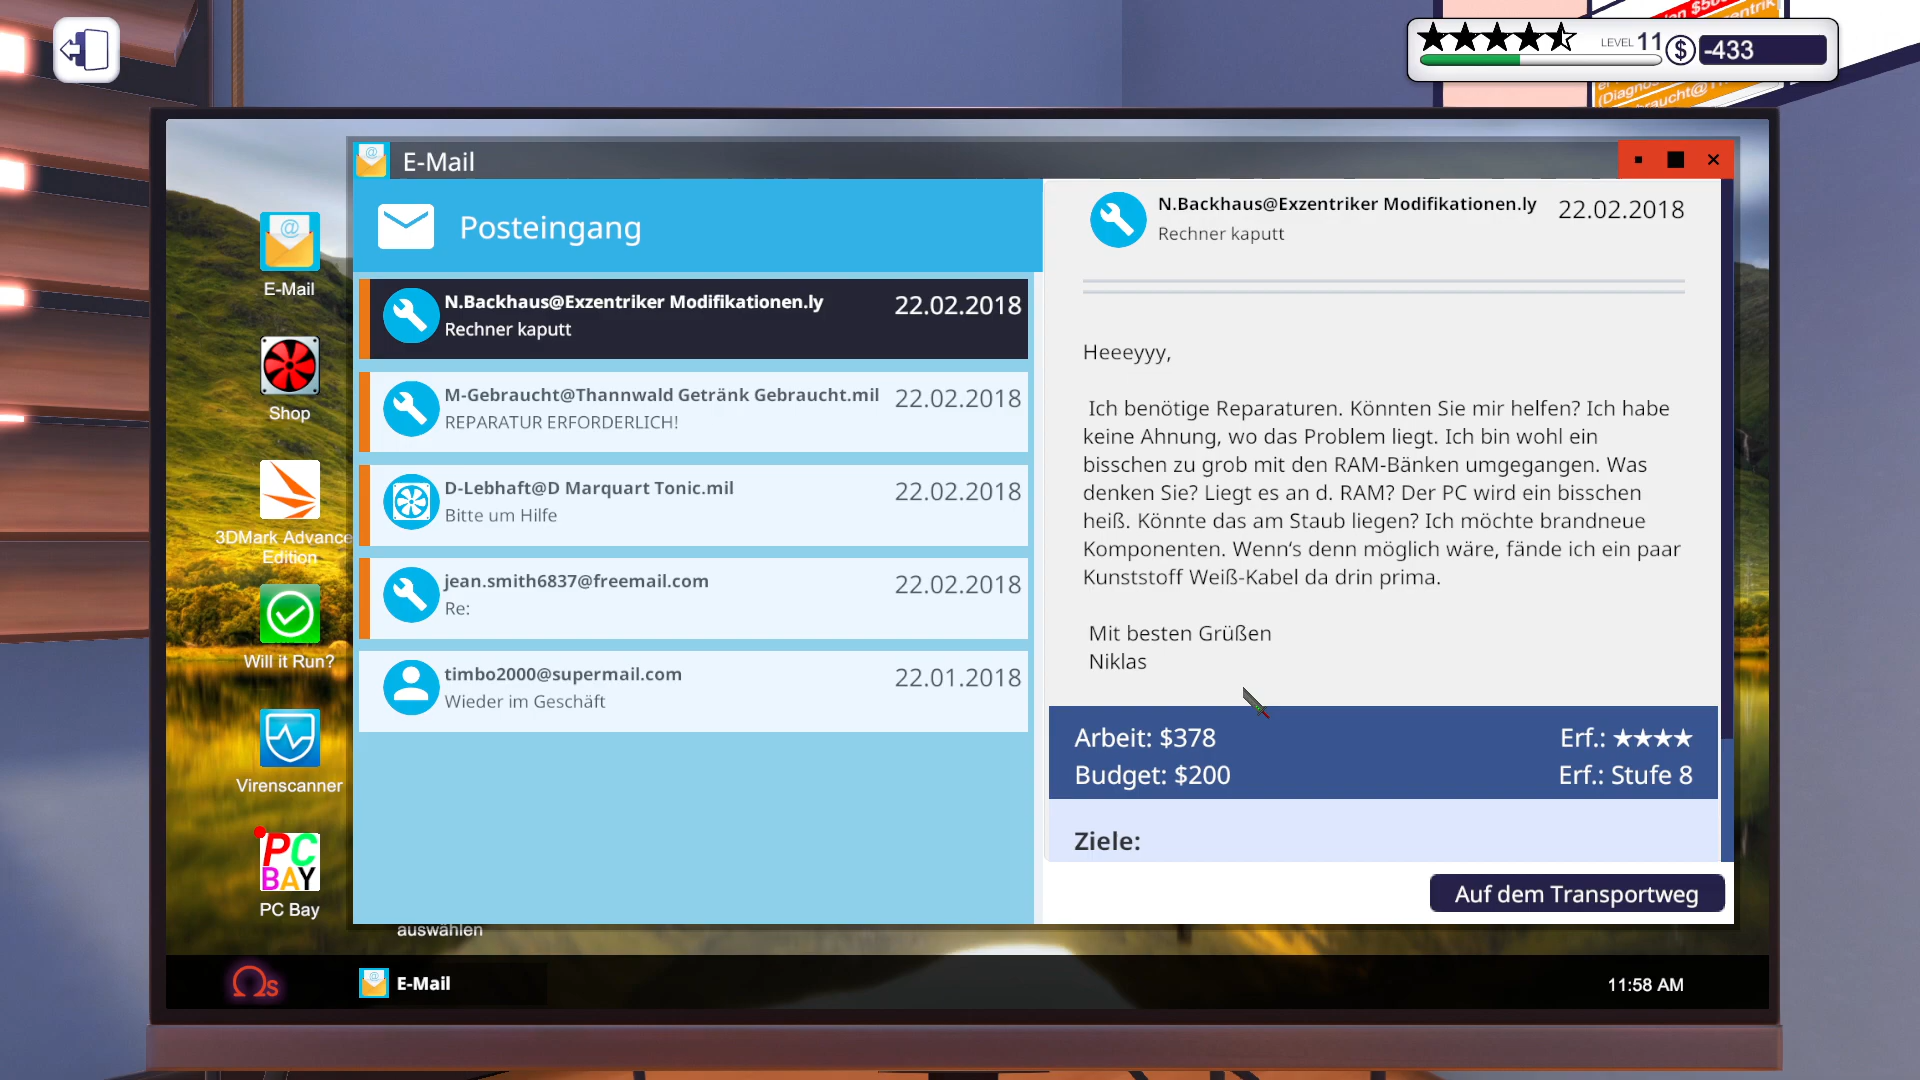 LEVEL 11
$ -433
E-Mail
Posteingang
N.Backhaus@Exzentriker Modifikationen.ly 22.02.2018
Rechner kaputt
M-Gebraucht@Thannwald Getränk Gebraucht.mil 22.02.2018
REPARATUR ERFORDERLICH!
D-Lebhaft@D Marquart Tonic.mil 22.02.2018
Bitte um Hilfe
jean.smith6837@freemail.com 22.02.2018
Re:
timbo2000@supermail.com 22.01.2018
Wieder im Geschäft
N.Backhaus@Exzentriker Modifikationen.ly 22.02.2018
Rechner kaputt
Heeeyyy,
Ich benötige Reparaturen. Könnten Sie mir helfen? Ich habe
keine Ahnung, wo das Problem liegt. Ich bin wohl ein
bisschen zu grob mit den RAM-Bänken umgegangen. Was
denken Sie? Liegt es an d. RAM? Der PC wird ein bisschen
heiß. Könnte das am Staub liegen? Ich möchte brandneue
Komponenten. Wenn's denn möglich wäre, fände ich ein paar
Kunststoff Weiß-Kabel da drin prima.
Mit besten Grüßen
Niklas
Arbeit: $378 Erf.: ★★★★
Budget: $200 Erf.: Stufe 8
Ziele:
Auf dem Transportweg
E-Mail
Shop
3DMark Advance
Edition
Will it Run?
Virenscanner
PC
BAY
PC Bay
auswählen
Ωs
E-Mail
11:58 AM